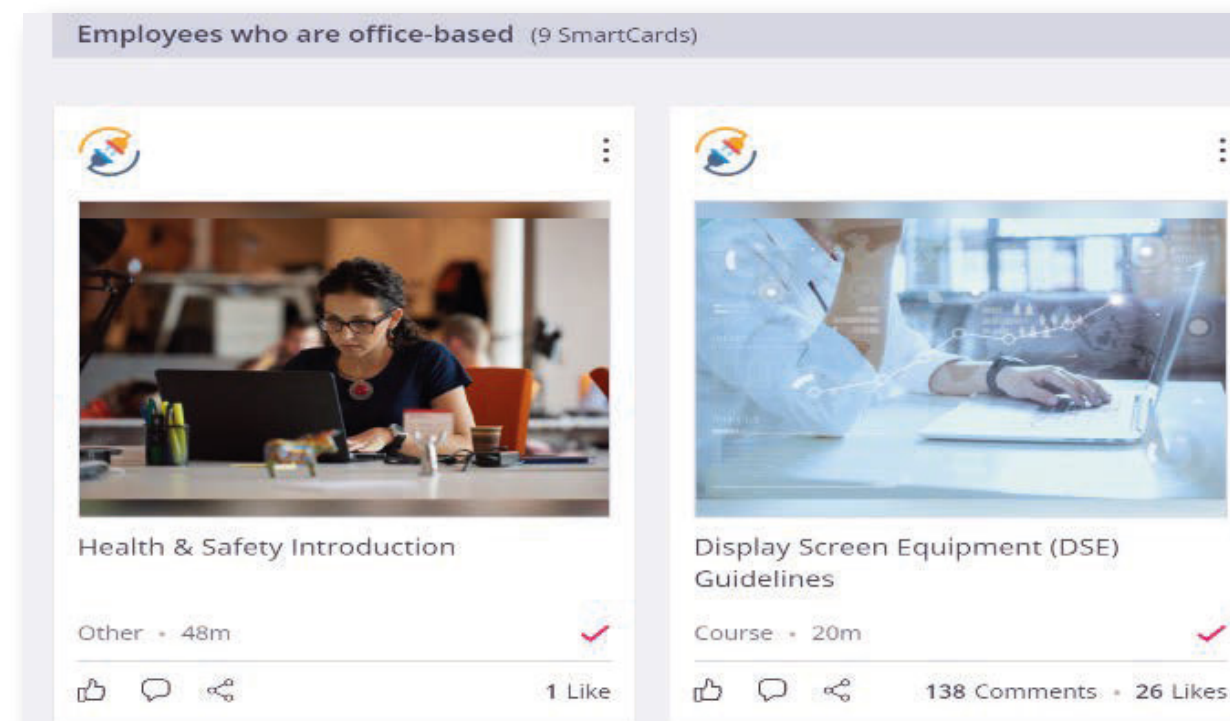 Employees who are office-based (9 SmartCards)
Health & Safety Introduction
Other • 48m
1 Like
Display Screen Equipment (DSE)
Guidelines
Course • 20m
138 Comments • 26 Likes